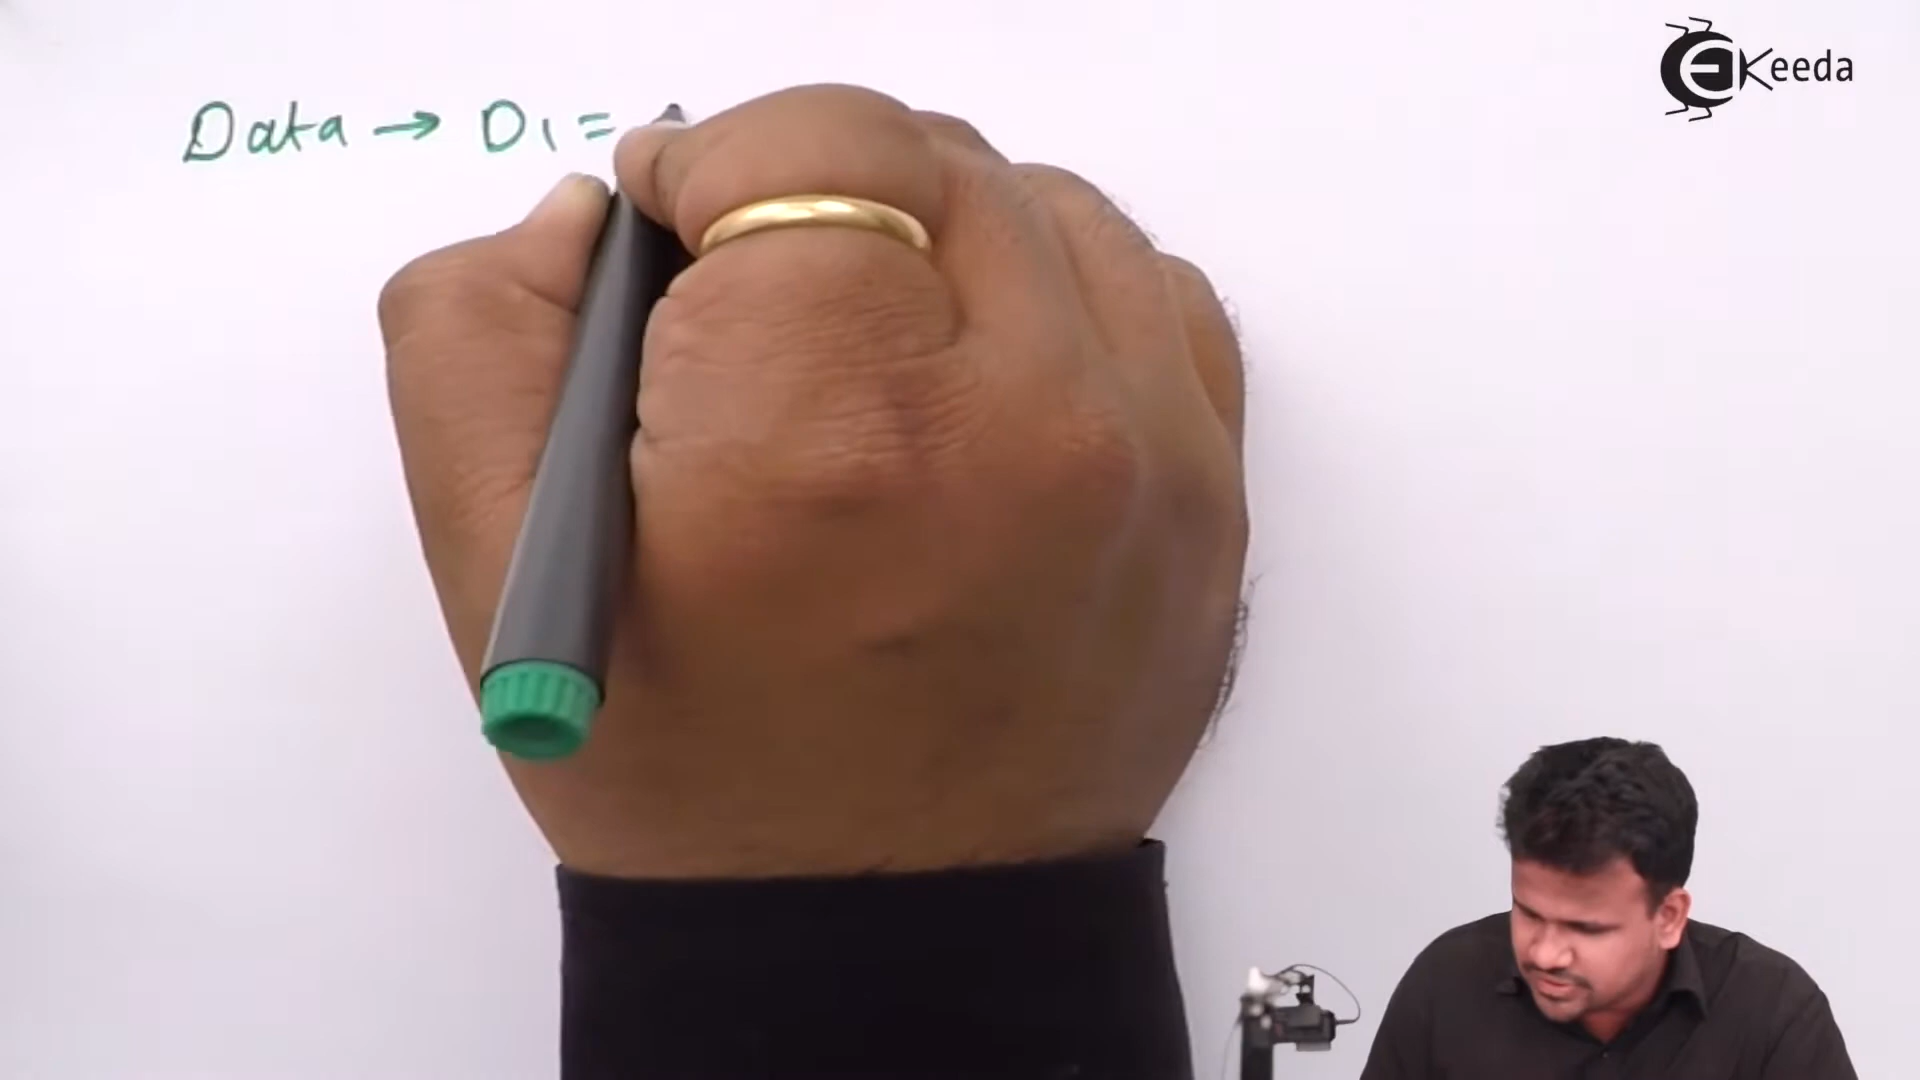 Data → D1 =
EKeeda